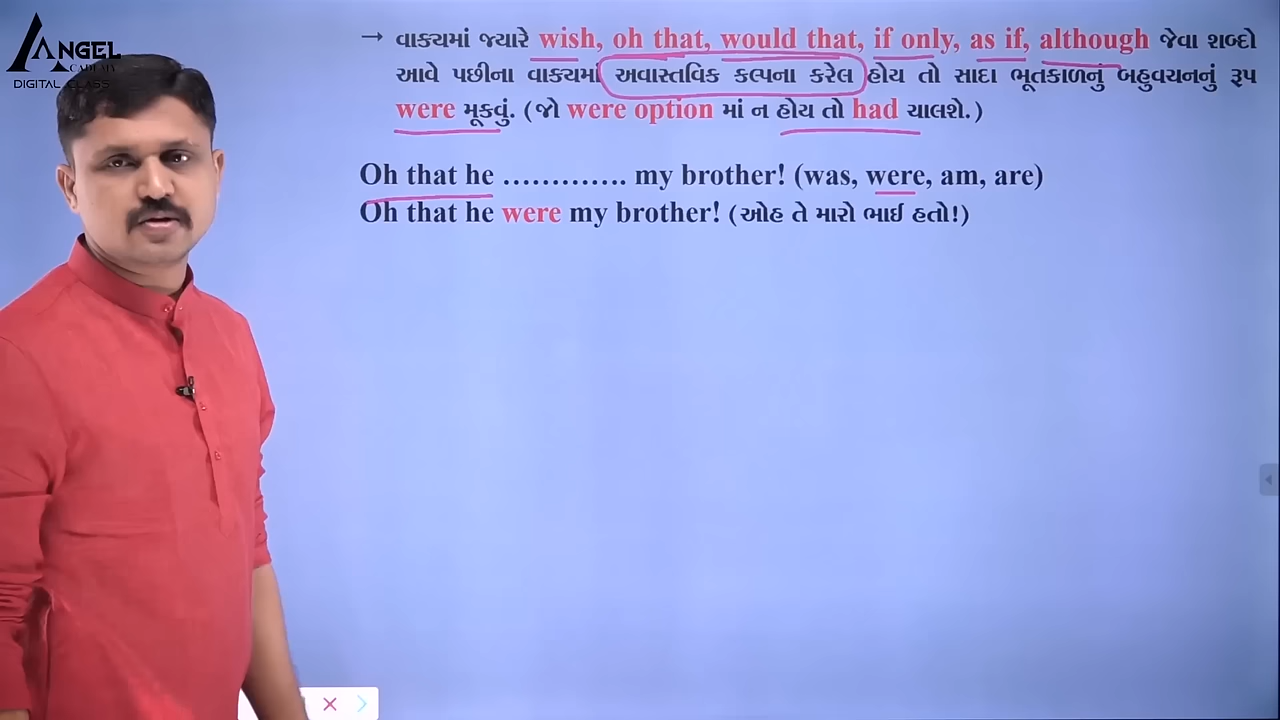 ANGEL
ACADEMY
DIGITAL CLASS
→ વાક્યમાં જ્યારે wish, oh that, would that, if only, as if, although જેવા શબ્દો
આવે પછીના વાક્યમાં અવાસ્તવિક કલ્પના કરેલ હોય તો સાદા ભૂતકાળનું બહુવચનનું રૂપ
were મૂકવું. (જો were option માં ન હોય તો had ચાલશે.)
Oh that he ............. my brother! (was, were, am, are)
Oh that he were my brother! (ઓહ તે મારો ભાઈ હતો!)